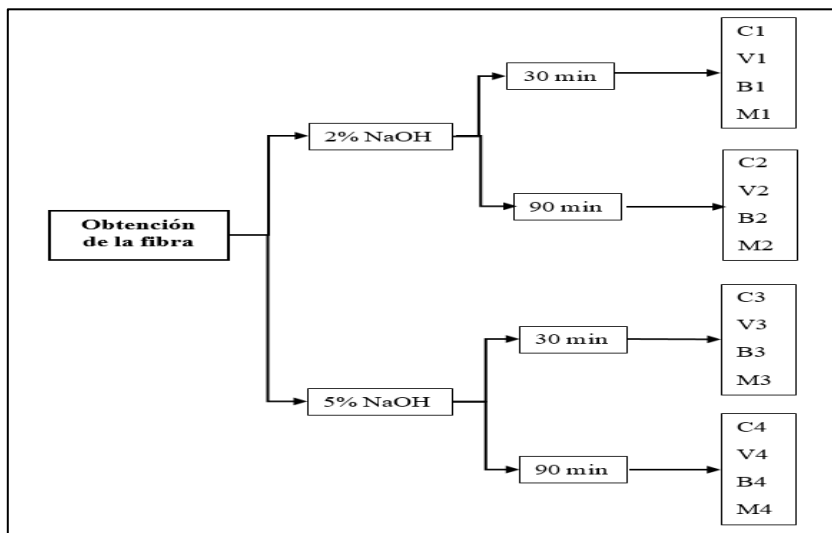 Obtención
de la fibra
2% NaOH
30 min
C1
V1
B1
M1
90 min
C2
V2
B2
M2
5% NaOH
30 min
C3
V3
B3
M3
90 min
C4
V4
B4
M4